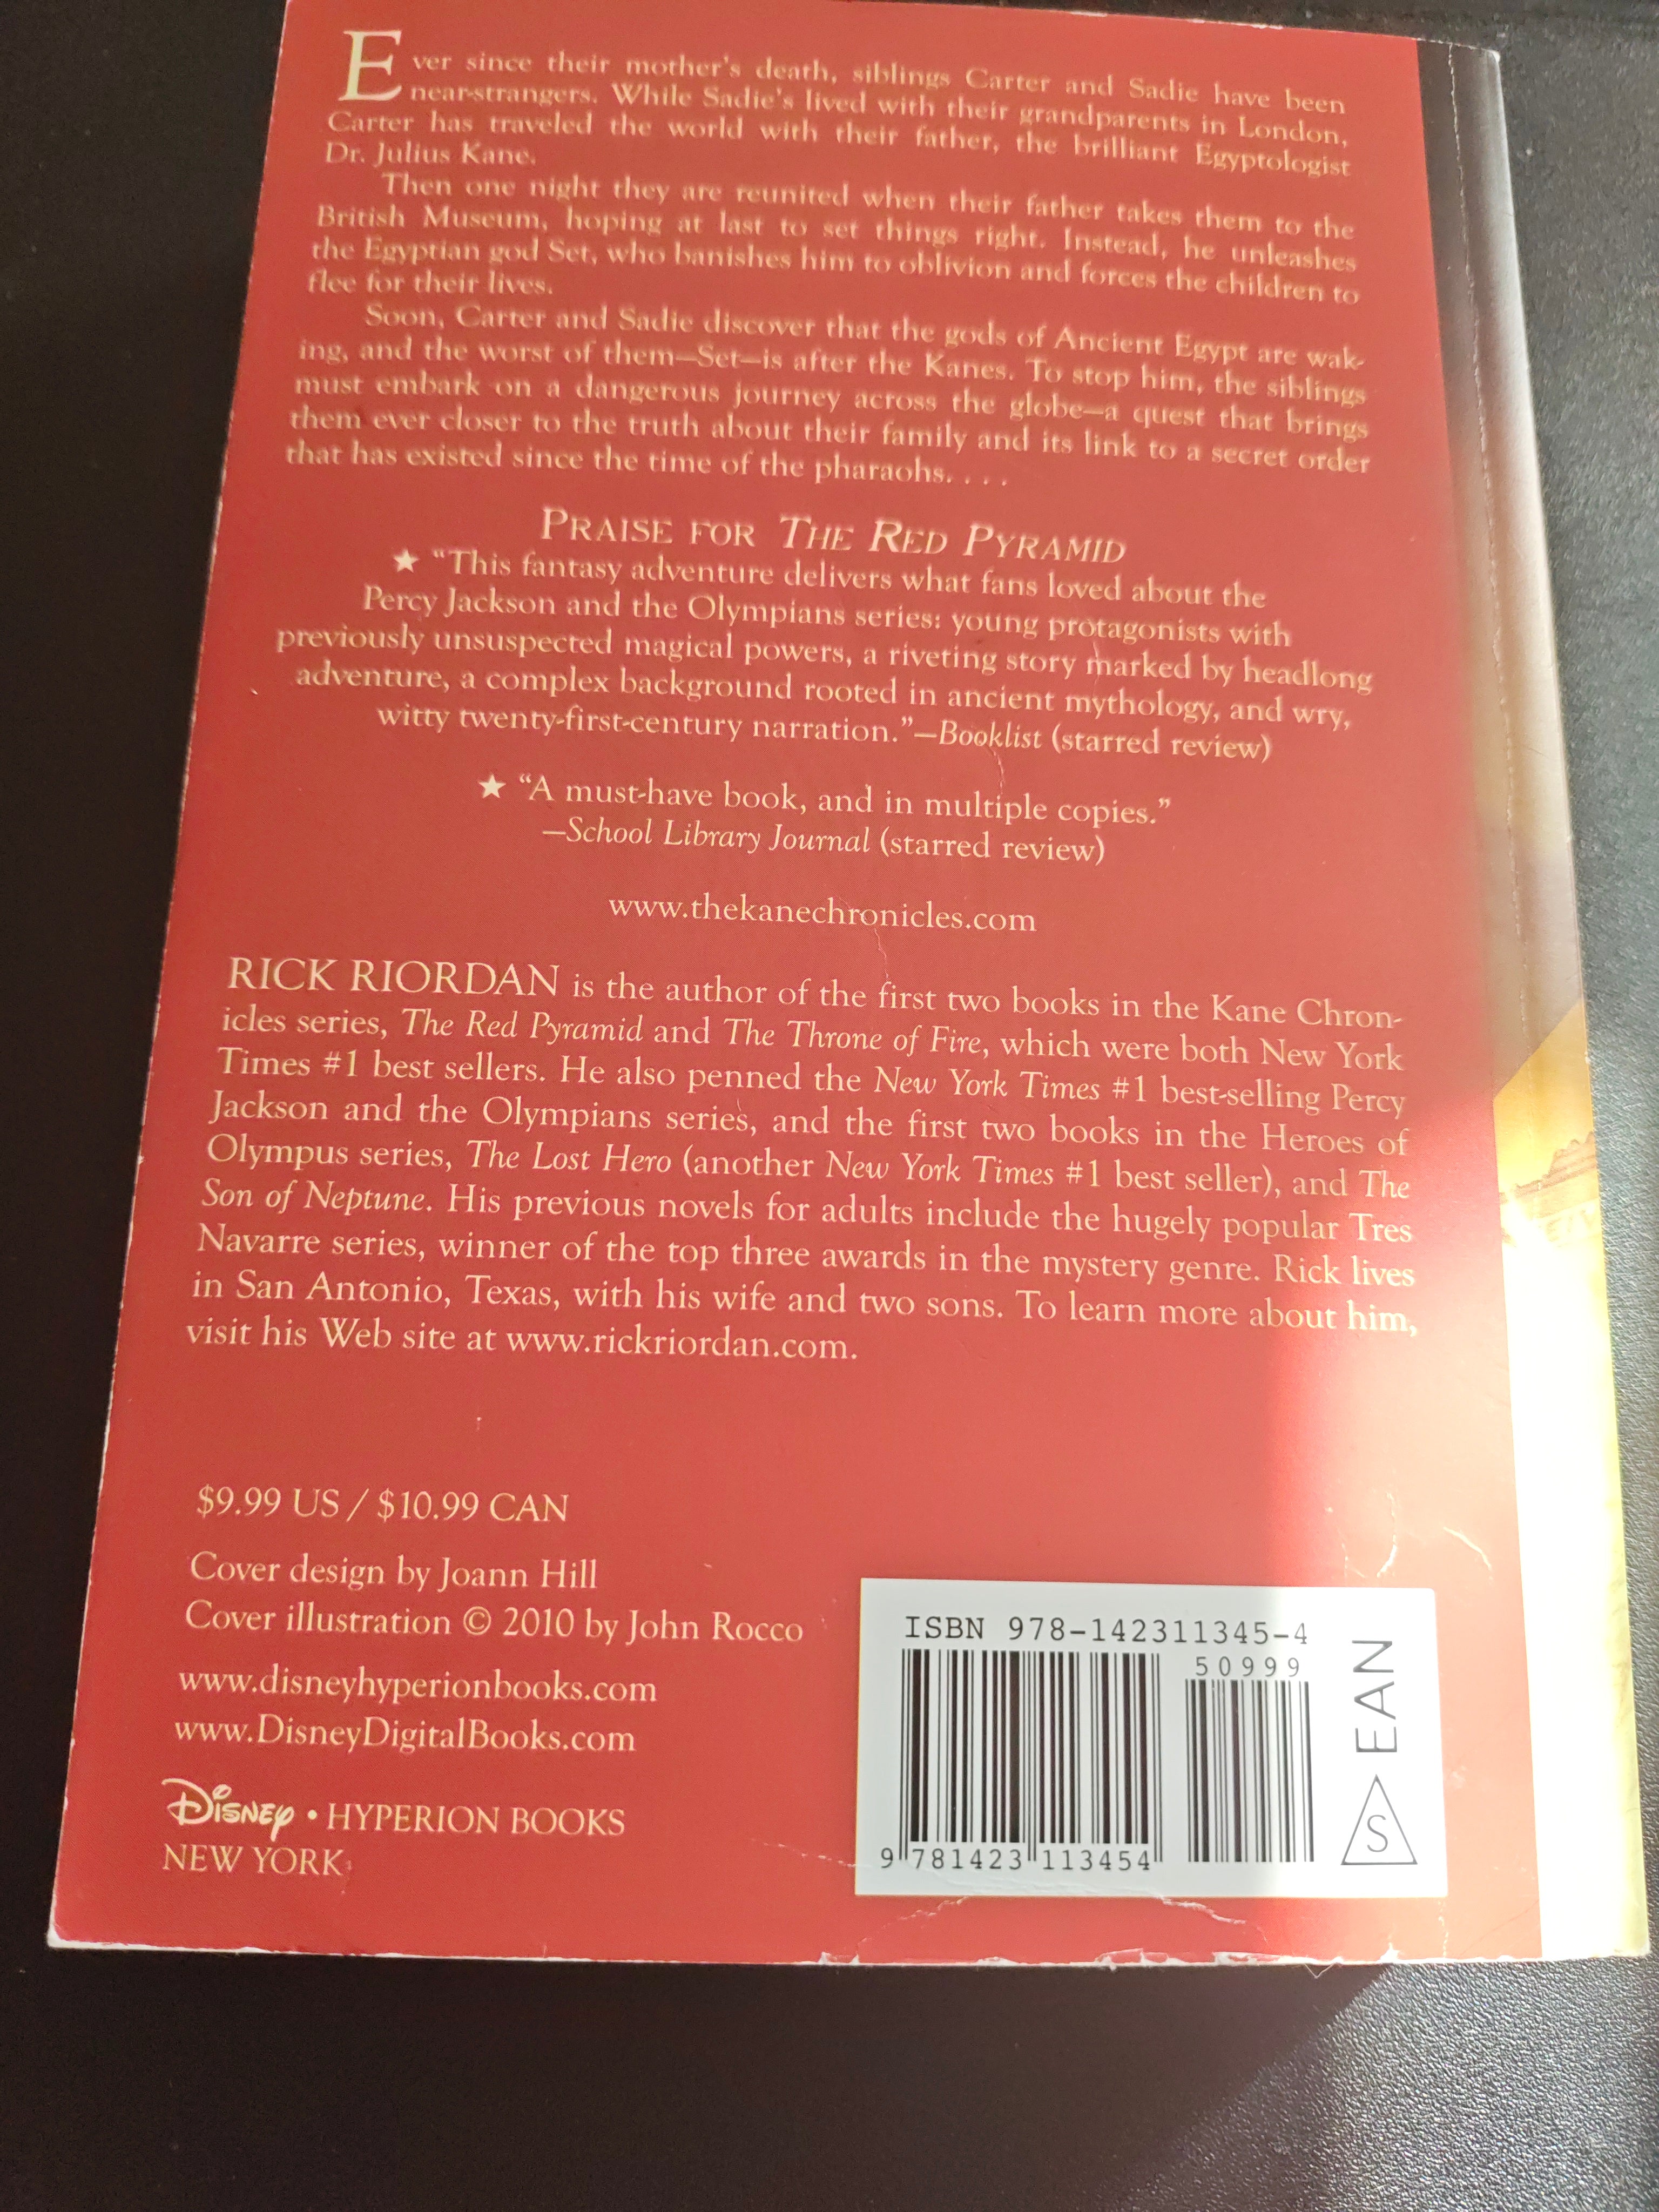 Ever since their mother's death, siblings Carter and Sadie have been
near-strangers. While Sadie's lived with their grandparents in London,
Carter has traveled the world with their father, the brilliant Egyptologist
Dr. Julius Kane.
Then one night they are reunited when their father takes them to the
British Museum, hoping at last to set things right. Instead, he unleashes
the Egyptian god Set, who banishes him to oblivion and forces the children to
flee for their lives.
Soon, Carter and Sadie discover that the gods of Ancient Egypt are wak-
ing, and the worst of them—Set—is after the Kanes. To stop him, the siblings
must embark on a dangerous journey across the globe—a quest that brings
them ever closer to the truth about their family and its link to a secret order
that has existed since the time of the pharaohs. . . .
PRAISE FOR THE RED PYRAMID
★ “This fantasy adventure delivers what fans loved about the
Percy Jackson and the Olympians series: young protagonists with
previously unsuspected magical powers, a riveting story marked by headlong
adventure, a complex background rooted in ancient mythology, and wry,
witty twenty-first-century narration.”—Booklist (starred review)
★ “A must-have book, and in multiple copies.”
—School Library Journal (starred review)
www.thekanechronicles.com
RICK RIORDAN is the author of the first two books in the Kane Chron-
icles series, The Red Pyramid and The Throne of Fire, which were both New York
Times #1 best sellers. He also penned the New York Times #1 best-selling Percy
Jackson and the Olympians series, and the first two books in the Heroes of
Olympus series, The Lost Hero (another New York Times #1 best seller), and The
Son of Neptune. His previous novels for adults include the hugely popular Tres
Navarre series, winner of the top three awards in the mystery genre. Rick lives
in San Antonio, Texas, with his wife and two sons. To learn more about him,
visit his Web site at www.rickriordan.com.
$9.99 US / $10.99 CAN
Cover design by Joann Hill
Cover illustration © 2010 by John Rocco
www.disneyhyperionbooks.com
www.DisneyDigitalBooks.com
Disney • HYPERION BOOKS
NEW YORK
ISBN 978-142311345-4
50999
9 781423 113454
EAN
S